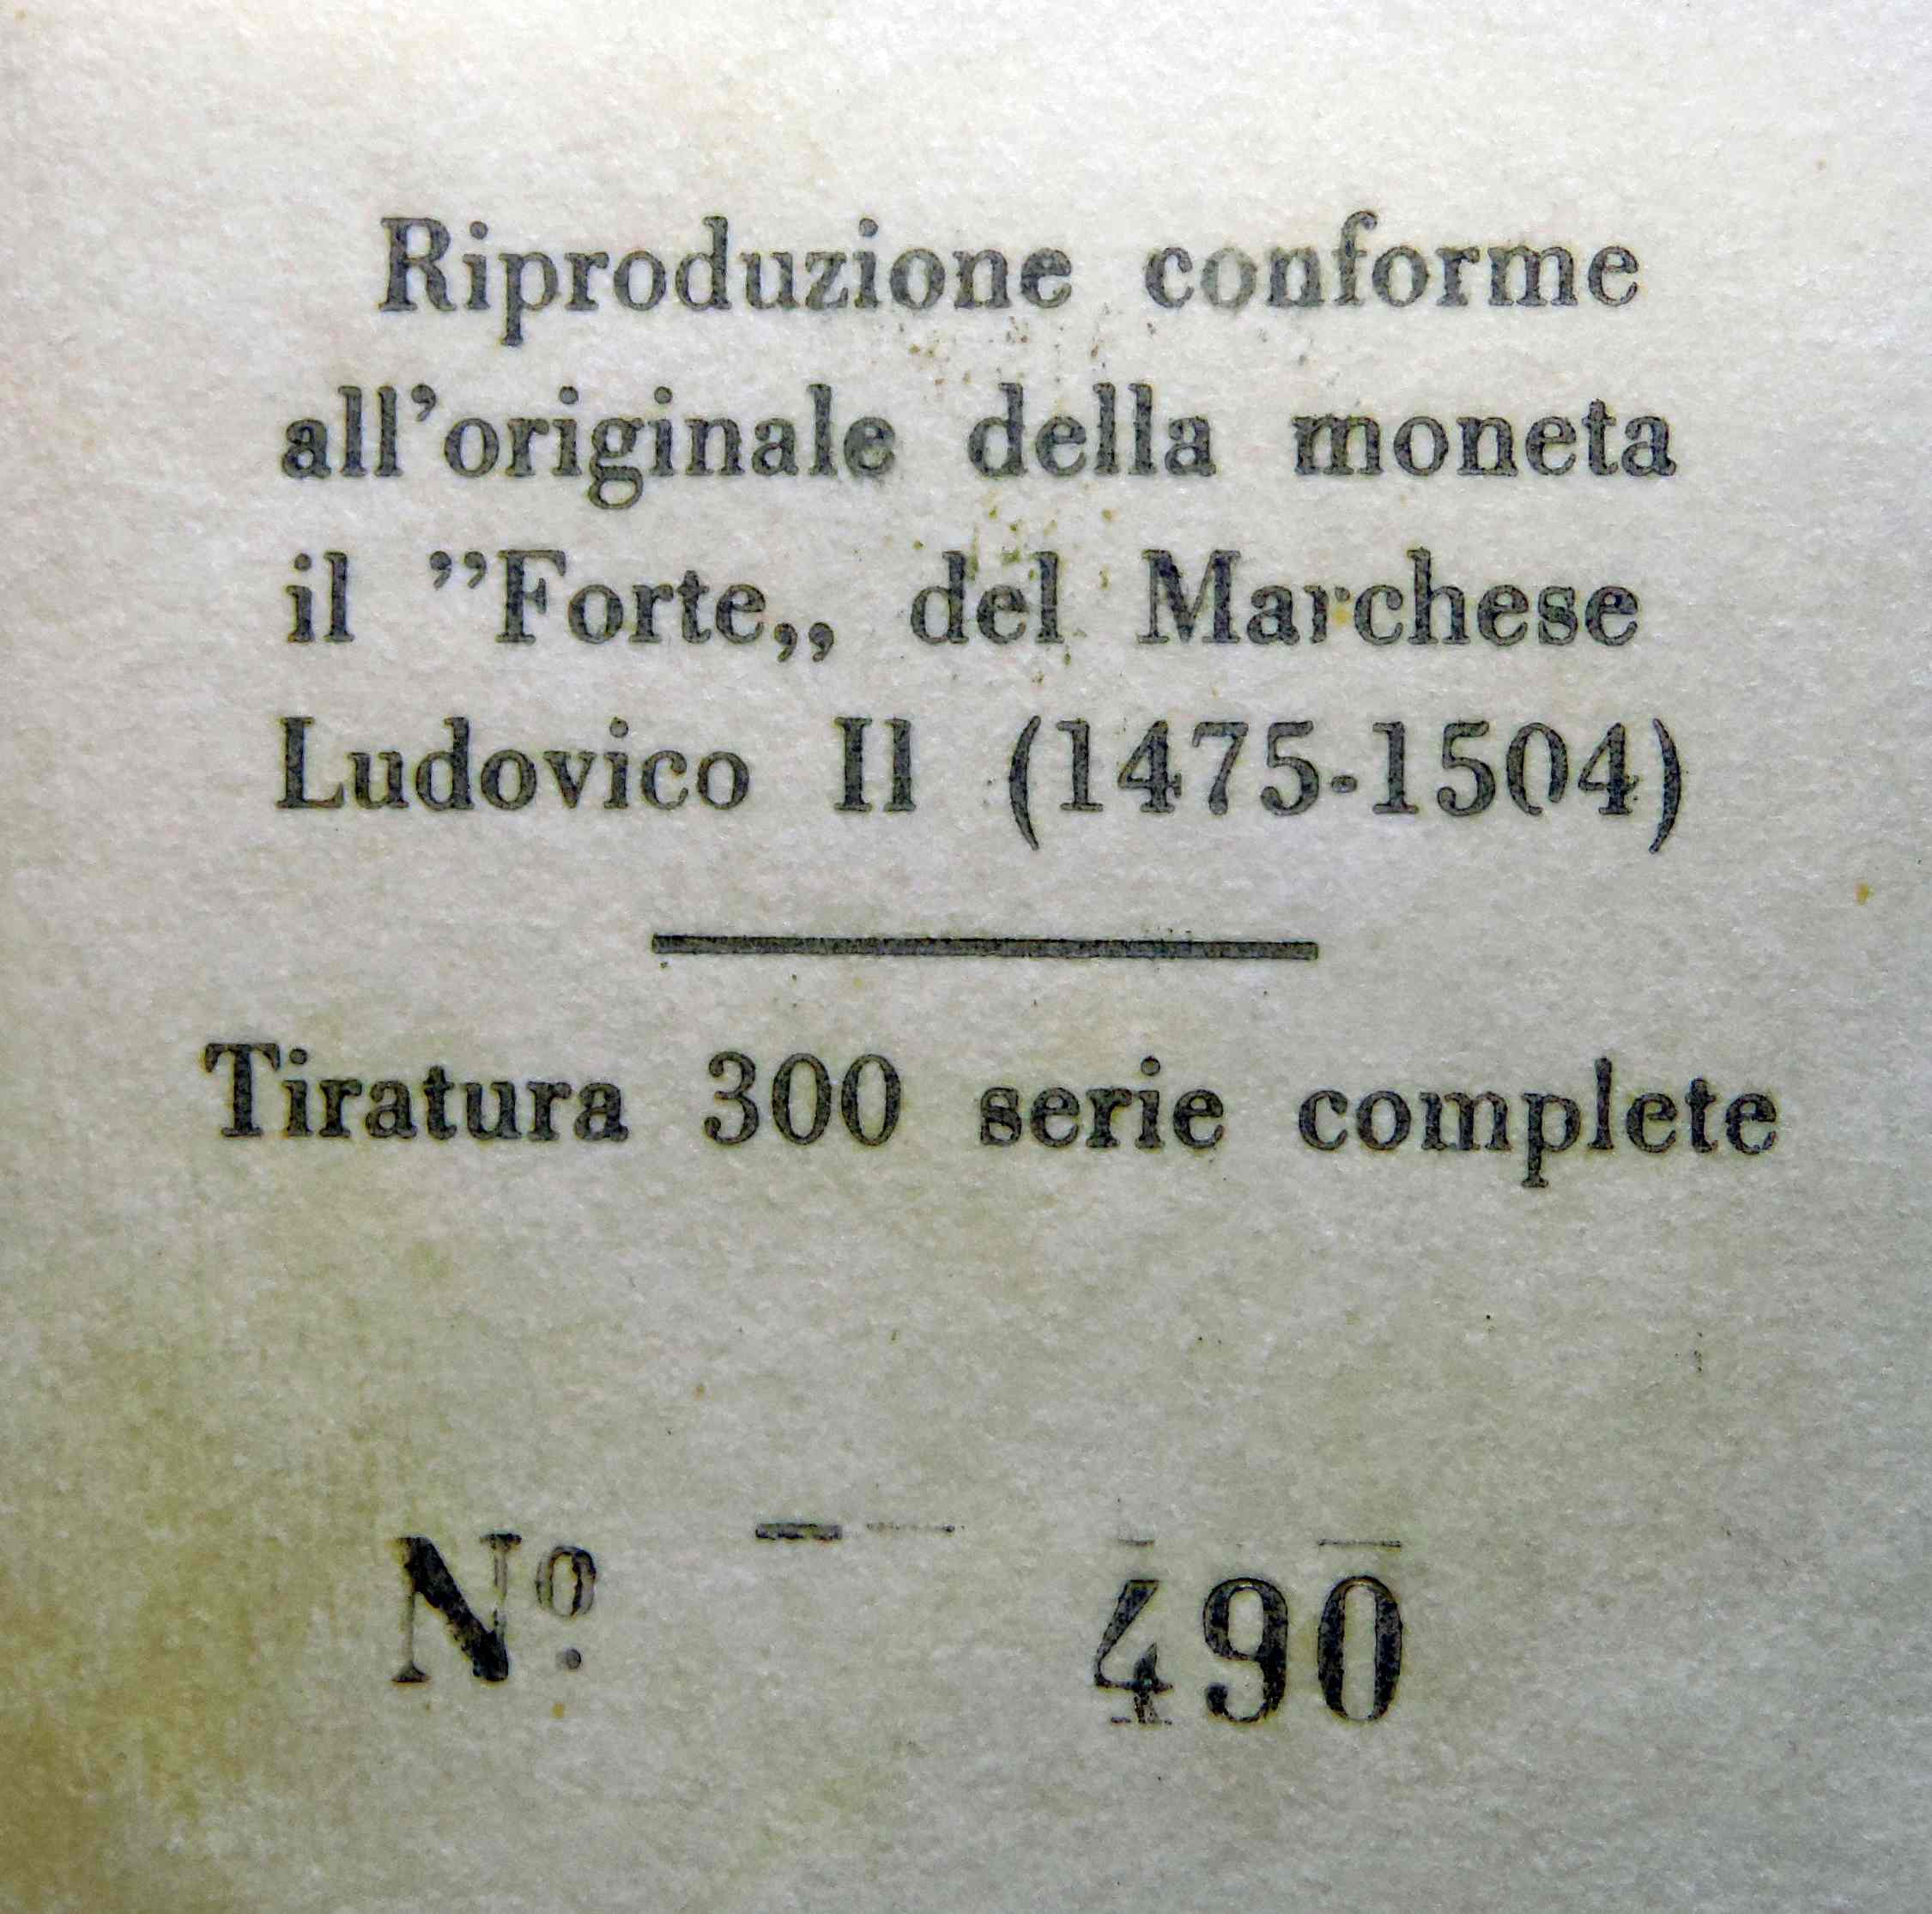 Riproduzione conforme
all'originale della moneta
il ”Forte„ del Marchese
Ludovico II (1475-1504)
Tiratura 300 serie complete
Nº. 490